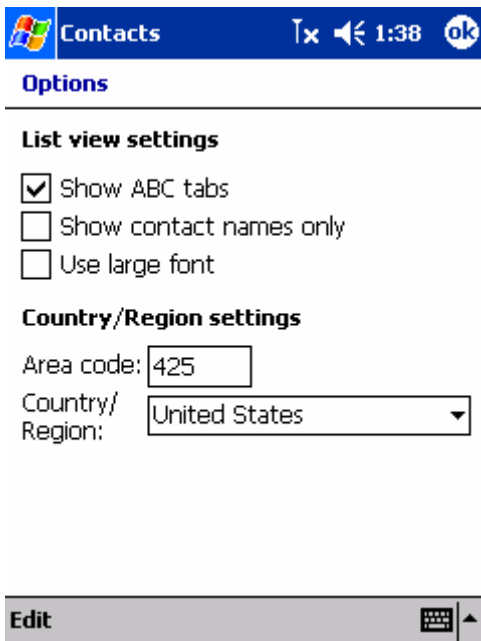 Contacts 1:38 ok
Options
List view settings
Show ABC tabs
Show contact names only
Use large font
Country/Region settings
Area code: 425
Country/
Region: United States
Edit